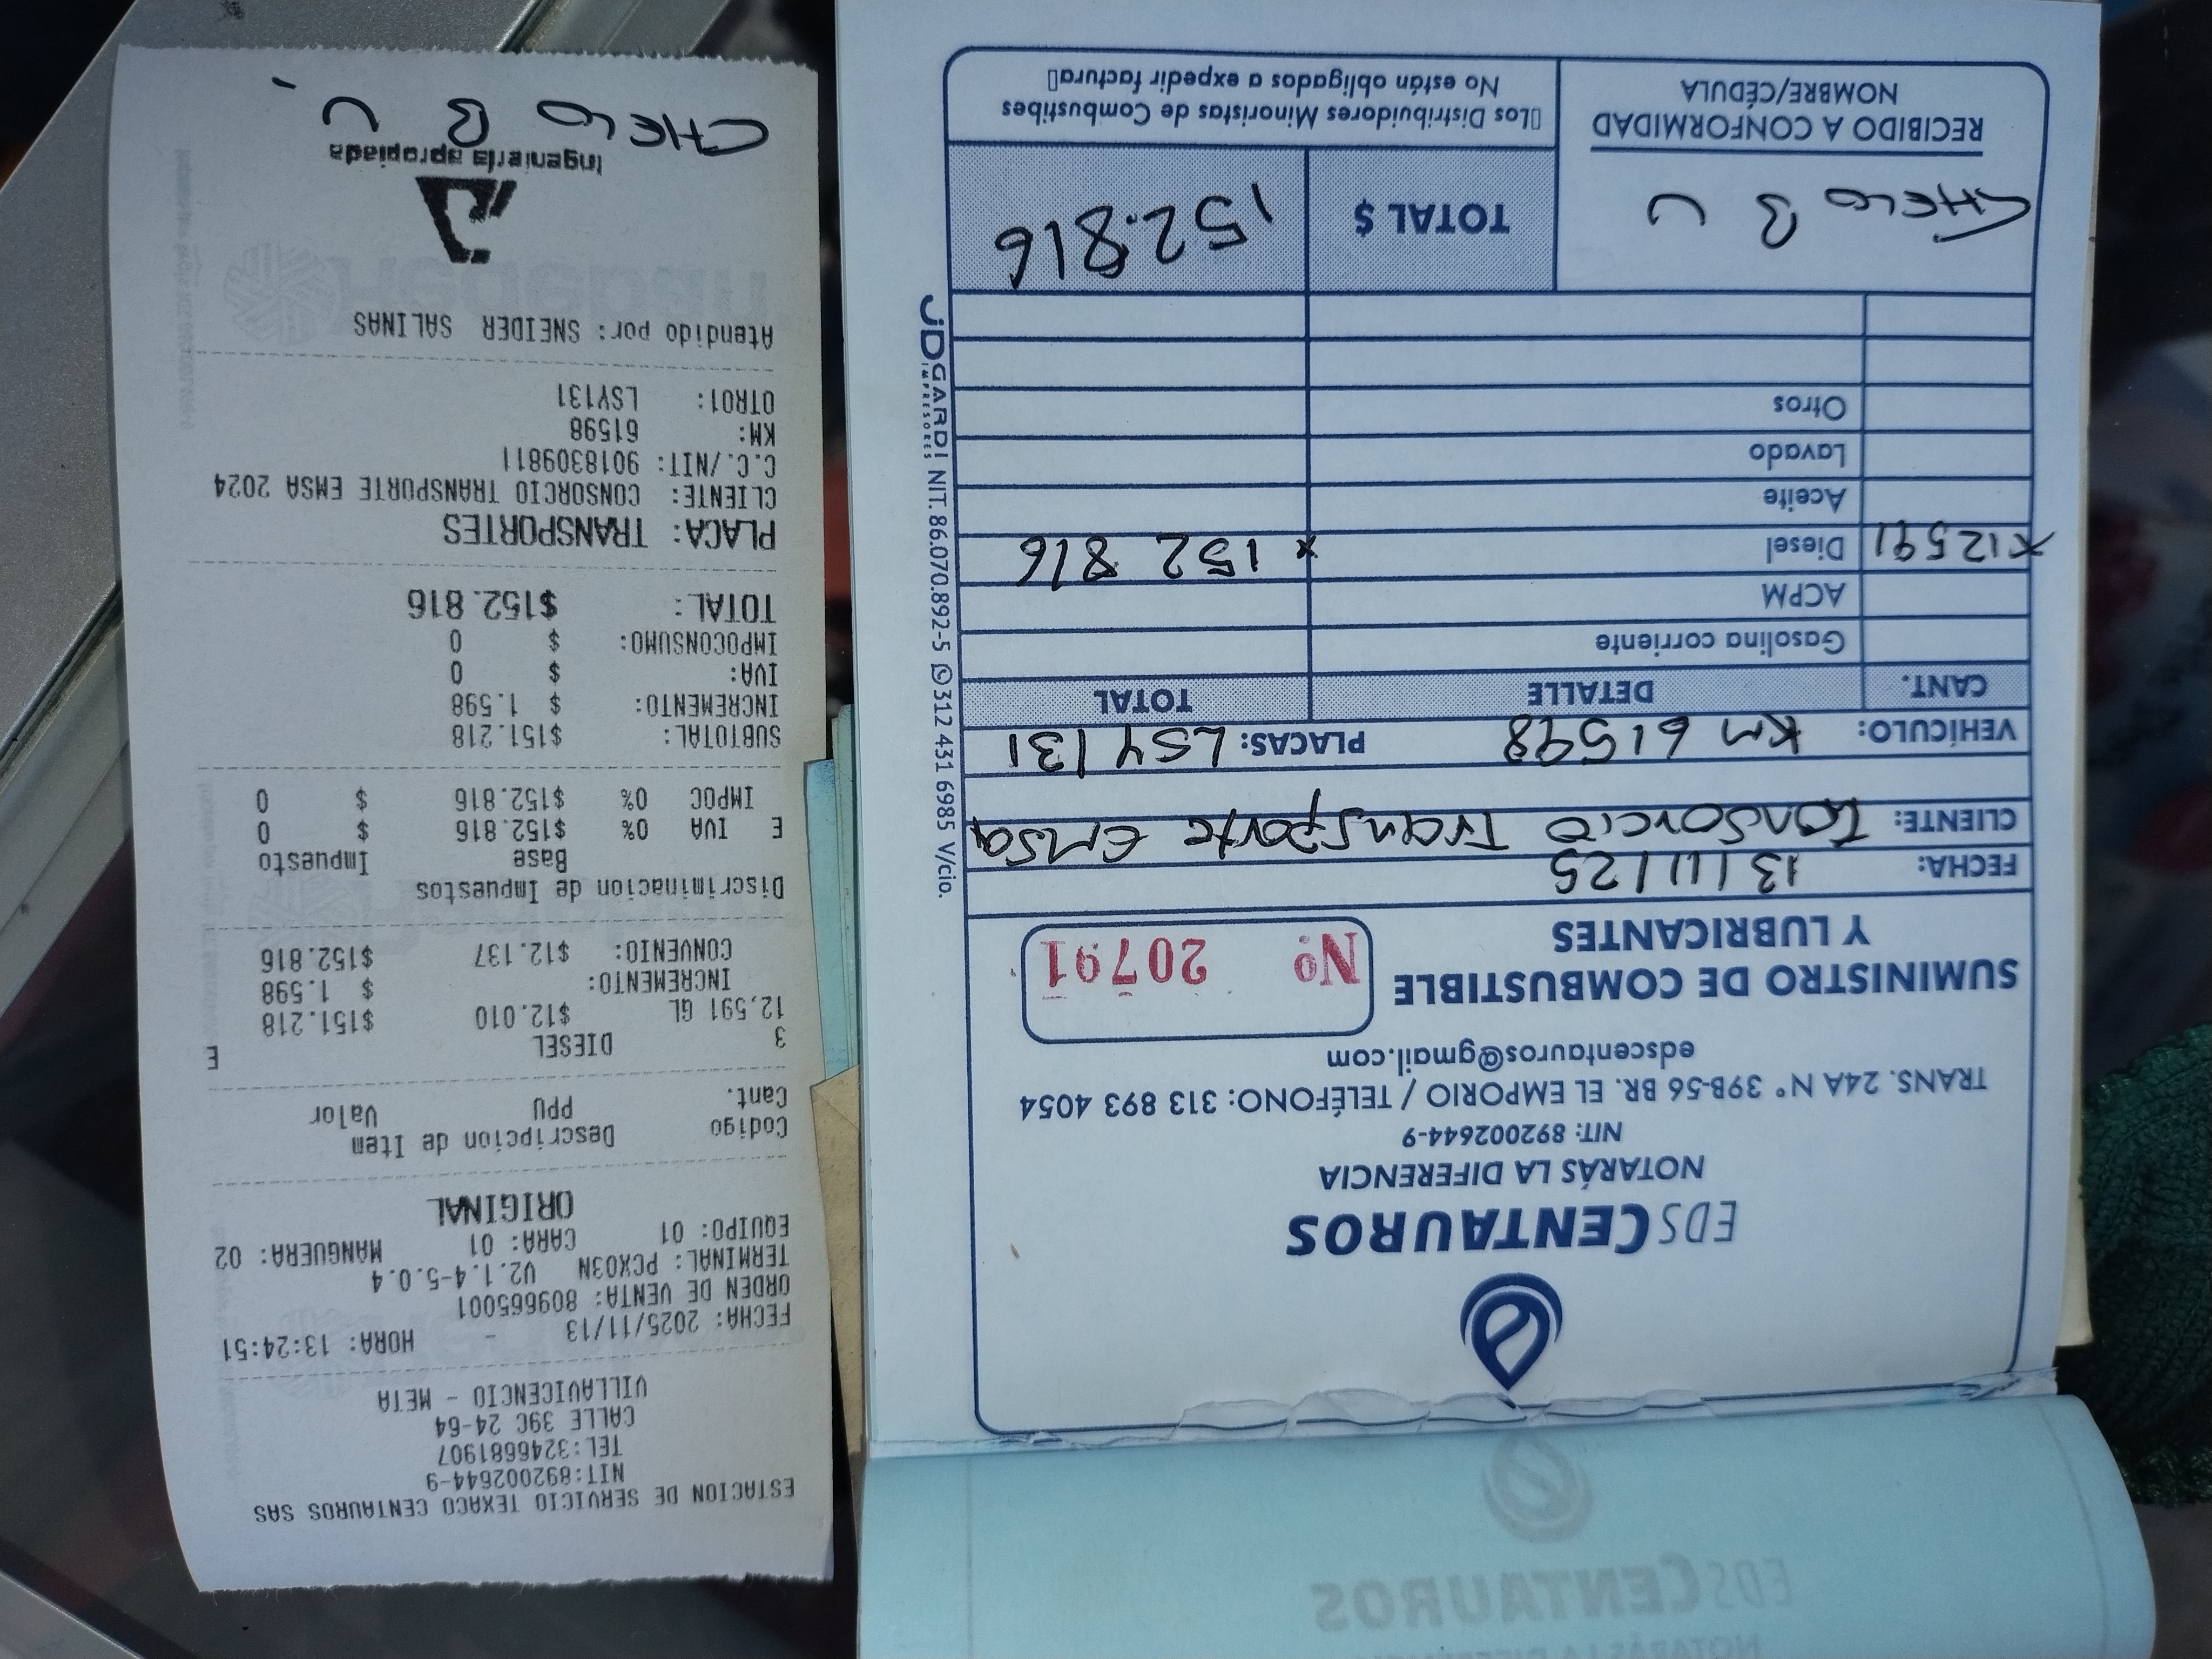 ESTACION DE SERVICIO TEXACO CENTAUROS SAS
NIT:892002644-9
TEL:3246681907
CALLE 39C 24-64
VILLAVICENCIO - META
FECHA: 2025/11/13 - HORA: 13:24:51
ORDEN DE VENTA: 809665001
TERMINAL: PCX03N V2.1.4-5.0.4
EQUIPO: 01 CARA: 01 MANGUERA: 02
ORIGINAL
Codigo Descripcion de Item
Cant. PPU Valor
3 DIESEL E
12,591 GL $12.010 $151.218
INCREMENTO: $ 1.598
CONVENIO: $12.137 $152.816
Discriminacion de Impuestos
Base Impuesto
E IVA 0% $152.816 $ 0
IMPOC 0% $152.816 $ 0
SUBTOTAL: $151.218
INCREMENTO: $ 1.598
IVA: $ 0
IMPOCONSUMO: $ 0
TOTAL: $152.816
PLACA: TRANSPORTES
CLIENTE: CONSORCIO TRANSPORTE EMSA 2024
C.C./NIT: 9018309811
KM: 61598
OTRO1: LSY131
Atendido por: SNEIDER SALINAS
Ingeniería apropiada
CHELO B U
EDS CENTAUROS
NOTARÁS LA DIFERENCIA
NIT: 892002644-9
TRANS. 24A N° 39B-56 BR. EL EMPORIO / TELÉFONO: 313 893 4054
edscentauros@gmail.com
SUMINISTRO DE COMBUSTIBLE
Y LUBRICANTES
Nº 20791
FECHA: 13/11/25
CLIENTE: Consorcio Transporte Emsa
VEHÍCULO: Km 61598 PLACAS: LSY131
CANT. DETALLE TOTAL
Gasolina corriente
ACPM
x12591 Diesel x 152 816
Aceite
Lavado
Otros
CHELO B U
TOTAL $ 152.816
RECIBIDO A CONFORMIDAD
NOMBRE/CÉDULA
Los Distribuidores Minoristas de Combustibes
No están obligados a expedir factura
JD GARDI IMPRESORES NIT. 86.070.892-5 312 431 6985 V/cio.
EDS CENTAUROS